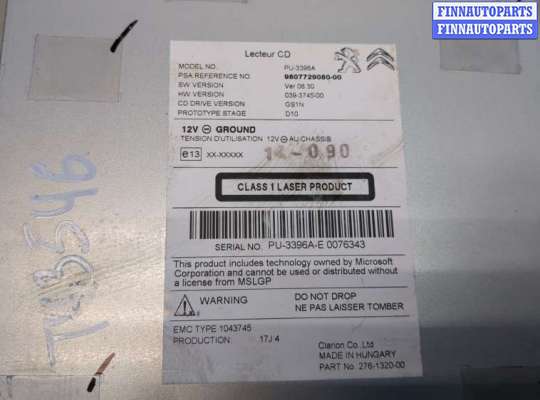 FINNAUTOPARTS
FINNAUTOPARTS
Lecteur CD
MODEL NO. PU-3396A
PSA REFERENCE NO. 9807729080-00
SW VERSION Ver 06.30
HW VERSION 039-3745-00
CD DRIVE VERSION GS1N
PROTOTYPE STAGE D10
12V ⊖ GROUND
TENSION D'UTILISATION 12V ⊖ AU CHASSIS
e13 XX-XXXXX 14-090
CLASS 1 LASER PRODUCT
SERIAL NO. PU-3396A-E 0076343
This product includes technology owned by Microsoft
Corporation and cannot be used or distributed without
a license from MSLGP
WARNING DO NOT DROP
NE PAS LAISSER TOMBER
EMC TYPE 1043745
PRODUCTION: 17J 4
Clarion Co. Ltd
MADE IN HUNGARY
PART No. 276-1320-00